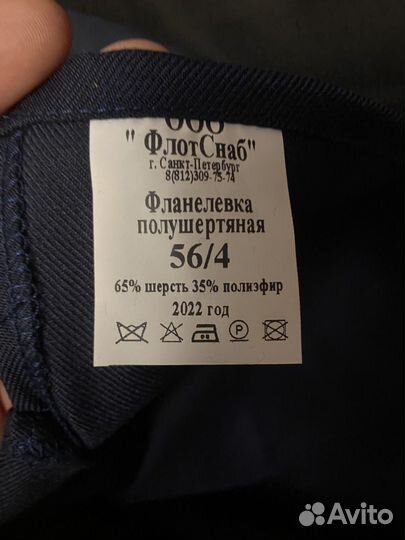 ООО
" ФлотСнаб"
г. Санкт-Петербург
8(812)309-75-74
Фланелевка
полушертяная
56/4
65% шерсть 35% полиэфир
2022 год
P
Avito